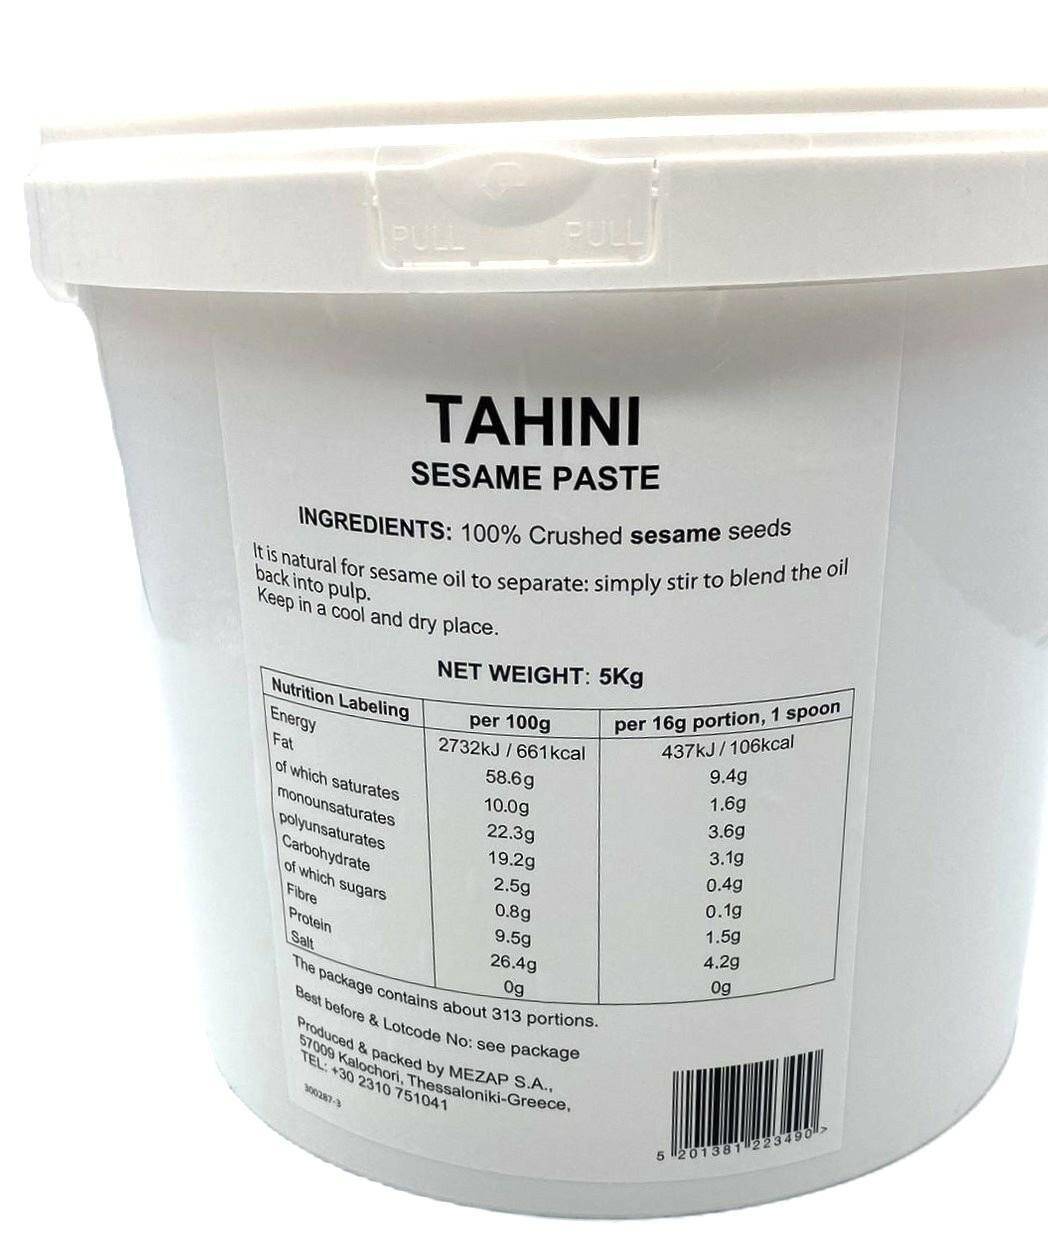 PULL PULL
TAHINI
SESAME PASTE
INGREDIENTS: 100% Crushed sesame seeds
It is natural for sesame oil to separate: simply stir to blend the oil
back into pulp.
Keep in a cool and dry place.
NET WEIGHT: 5Kg
Nutrition Labeling per 100g per 16g portion, 1 spoon
Energy 2732kJ / 661kcal 437kJ / 106kcal
Fat 58.6g 9.4g
of which saturates 10.0g 1.6g
monounsaturates 22.3g 3.6g
polyunsaturates 19.2g 3.1g
Carbohydrate 2.5g 0.4g
of which sugars 0.8g 0.1g
Fibre 9.5g 1.5g
Protein 26.4g 4.2g
Salt 0g 0g
The package contains about 313 portions.
Best before & Lotcode No: see package
Produced & packed by MEZAP S.A.,
57009 Kalochori, Thessaloniki-Greece,
TEL: +30 2310 751041
300287-3
5 201381 223490 >